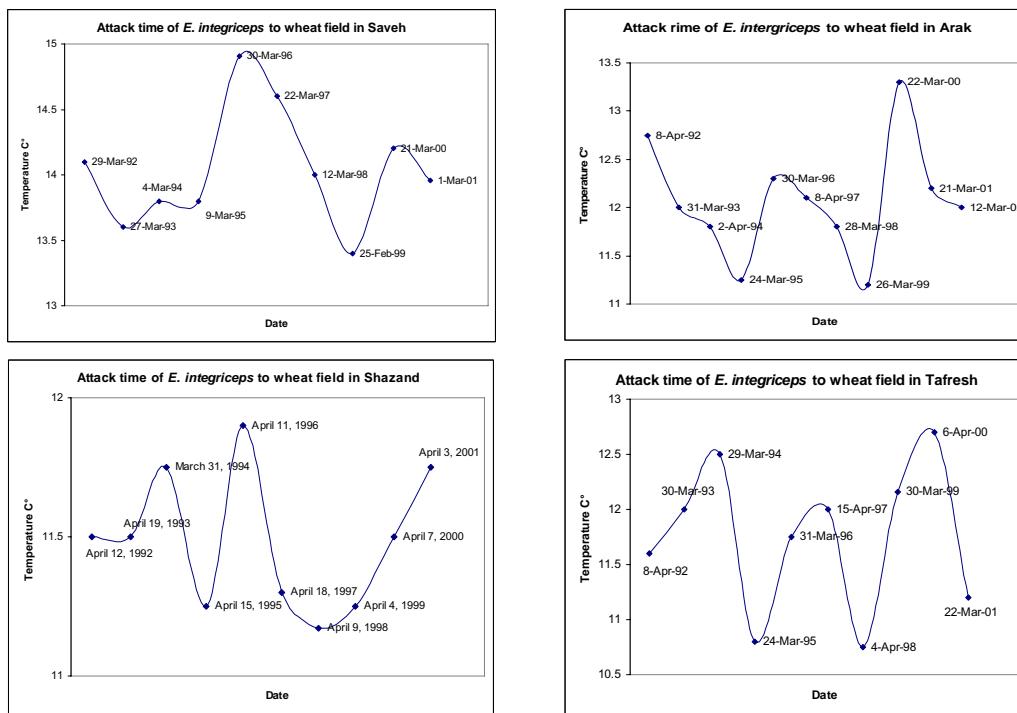 Attack time of E. integriceps to wheat field in Saveh
Temperature C°
15
14.5
14
13.5
13
29-Mar-92
27-Mar-93
4-Mar-94
9-Mar-95
30-Mar-96
22-Mar-97
12-Mar-98
25-Feb-99
21-Mar-00
1-Mar-01
Date
Attack rime of E. intergriceps to wheat field in Arak
Temperature C°
13.5
13
12.5
12
11.5
11
8-Apr-92
31-Mar-93
2-Apr-94
24-Mar-95
30-Mar-96
8-Apr-97
28-Mar-98
26-Mar-99
22-Mar-00
21-Mar-01
12-Mar-0
Date
Attack time of E. integriceps to wheat field in Shazand
Temperature C°
12
11.5
11
April 12, 1992
April 19, 1993
March 31, 1994
April 15, 1995
April 11, 1996
April 18, 1997
April 9, 1998
April 4, 1999
April 7, 2000
April 3, 2001
Date
Attack time of E. integriceps to wheat field in Tafresh
Temperature C°
13
12.5
12
11.5
11
10.5
8-Apr-92
30-Mar-93
29-Mar-94
24-Mar-95
31-Mar-96
15-Apr-97
4-Apr-98
30-Mar-99
6-Apr-00
22-Mar-01
Date